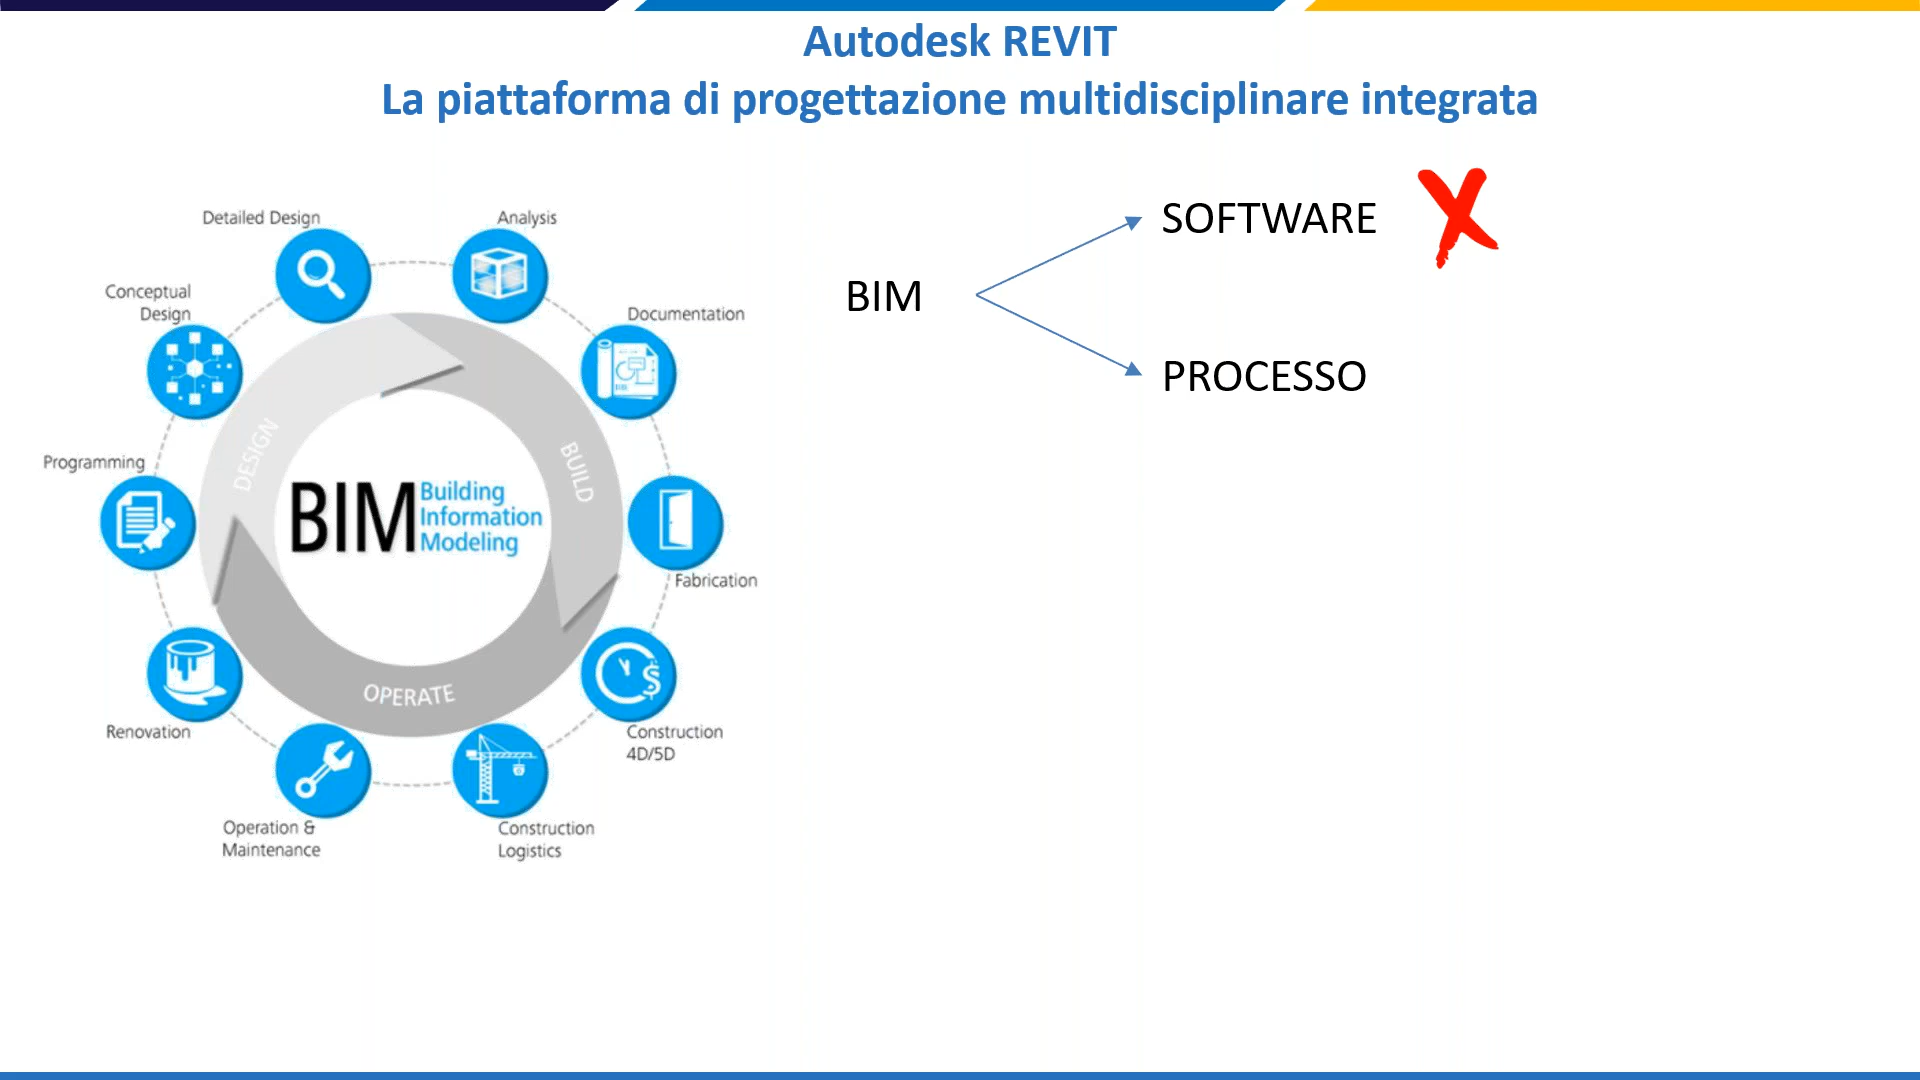 Autodesk REVIT
La piattaforma di progettazione multidisciplinare integrata
Detailed Design
Analysis
Conceptual
Design
Documentation
Programming
Fabrication
Renovation
Construction
4D/5D
Operation &
Maintenance
Construction
Logistics
DESIGN
BUILD
OPERATE
BIM
Building
Information
Modeling
BIM
SOFTWARE
PROCESSO